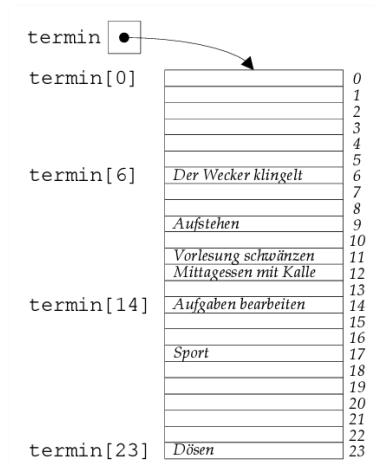 termin
termin[0] 0
1
2
3
4
5
termin[6] Der Wecker klingelt 6
7
8
Aufstehen 9
10
Vorlesung schwänzen 11
Mittagessen mit Kalle 12
13
termin[14] Aufgaben bearbeiten 14
15
16
Sport 17
18
19
20
21
22
termin[23] Dösen 23